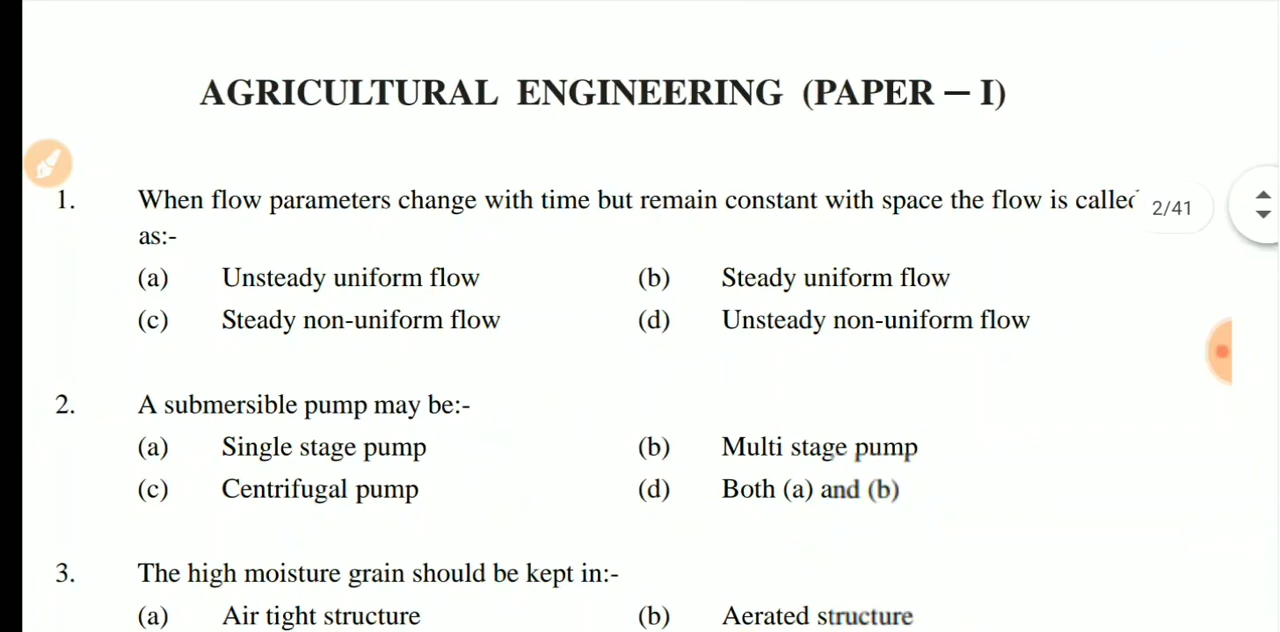 AGRICULTURAL ENGINEERING (PAPER – I)
1. When flow parameters change with time but remain constant with space the flow is called 2/41
as:-
(a) Unsteady uniform flow (b) Steady uniform flow
(c) Steady non-uniform flow (d) Unsteady non-uniform flow
2. A submersible pump may be:-
(a) Single stage pump (b) Multi stage pump
(c) Centrifugal pump (d) Both (a) and (b)
3. The high moisture grain should be kept in:-
(a) Air tight structure (b) Aerated structure